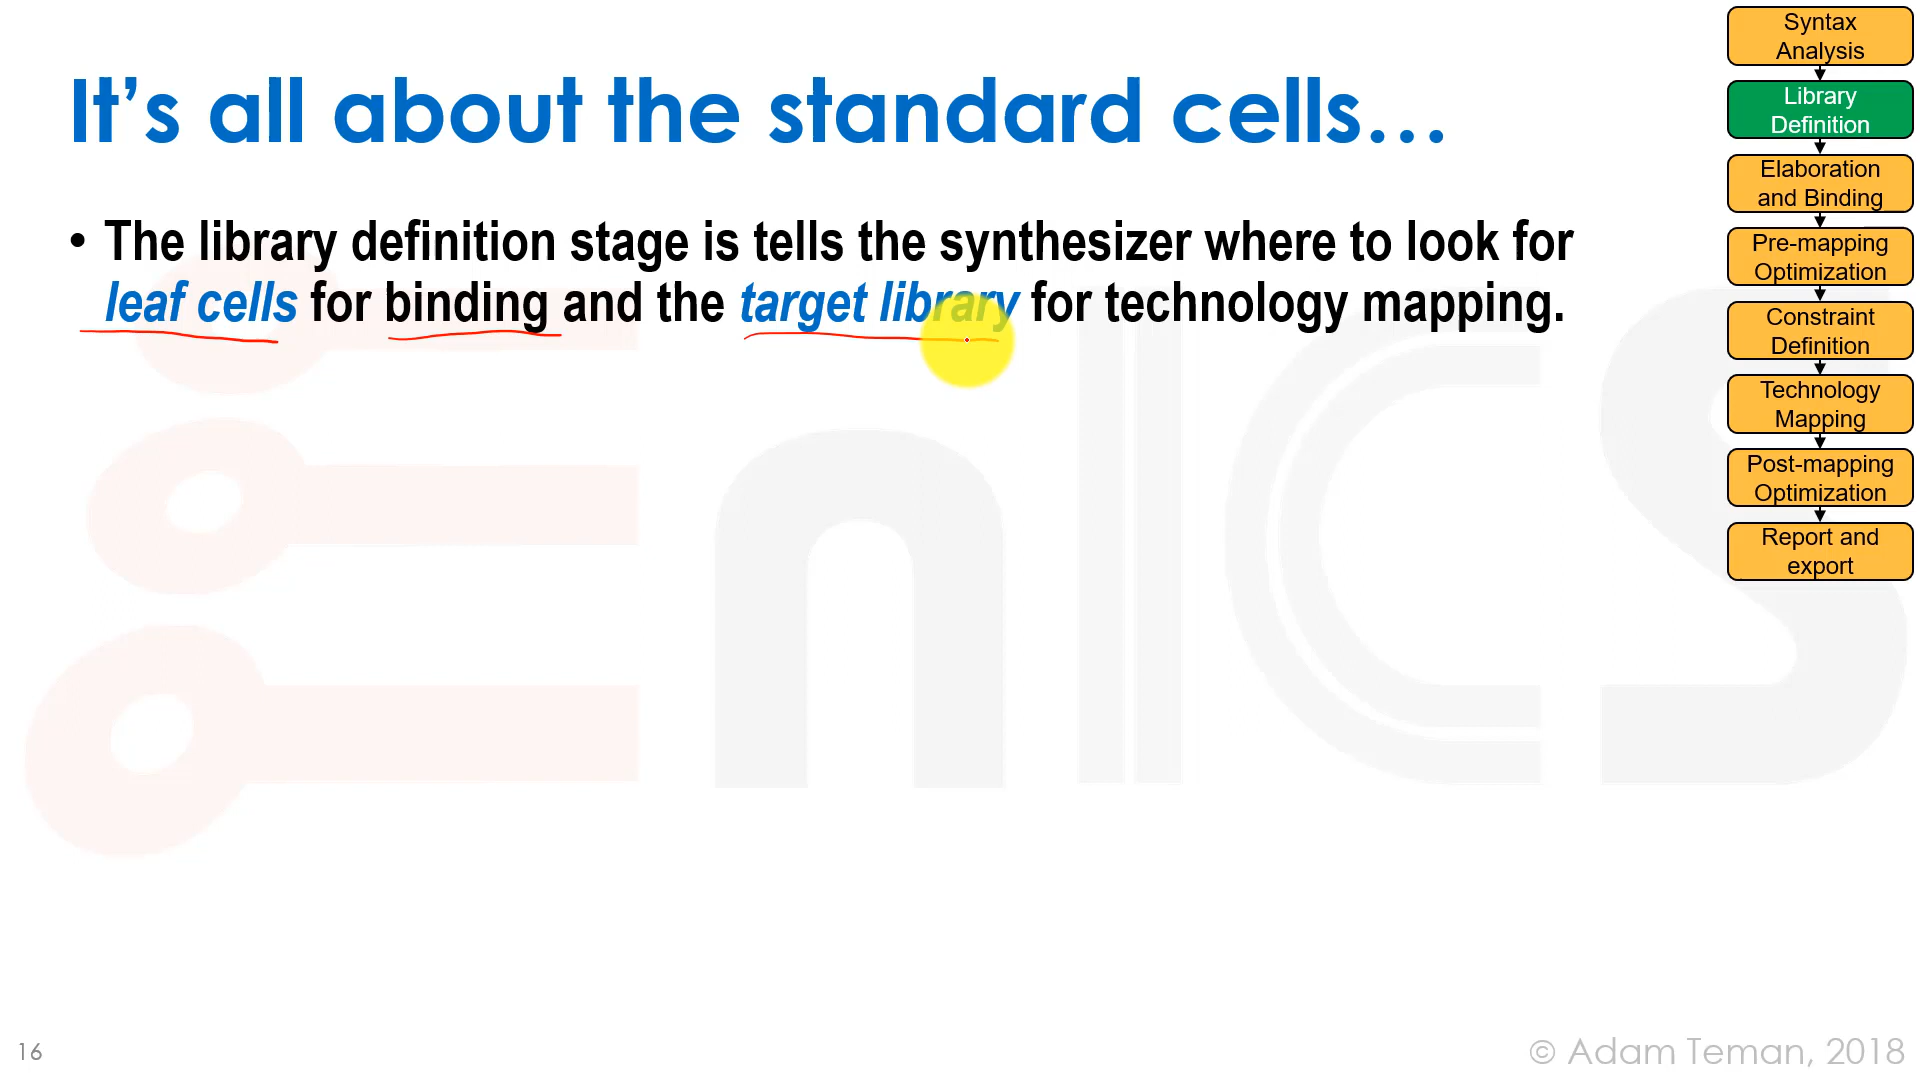 It's all about the standard cells…
• The library definition stage is tells the synthesizer where to look for
leaf cells for binding and the target library for technology mapping.
Syntax
Analysis
Library
Definition
Elaboration
and Binding
Pre-mapping
Optimization
Constraint
Definition
Technology
Mapping
Post-mapping
Optimization
Report and
export
EnICS
16
© Adam Teman, 2018